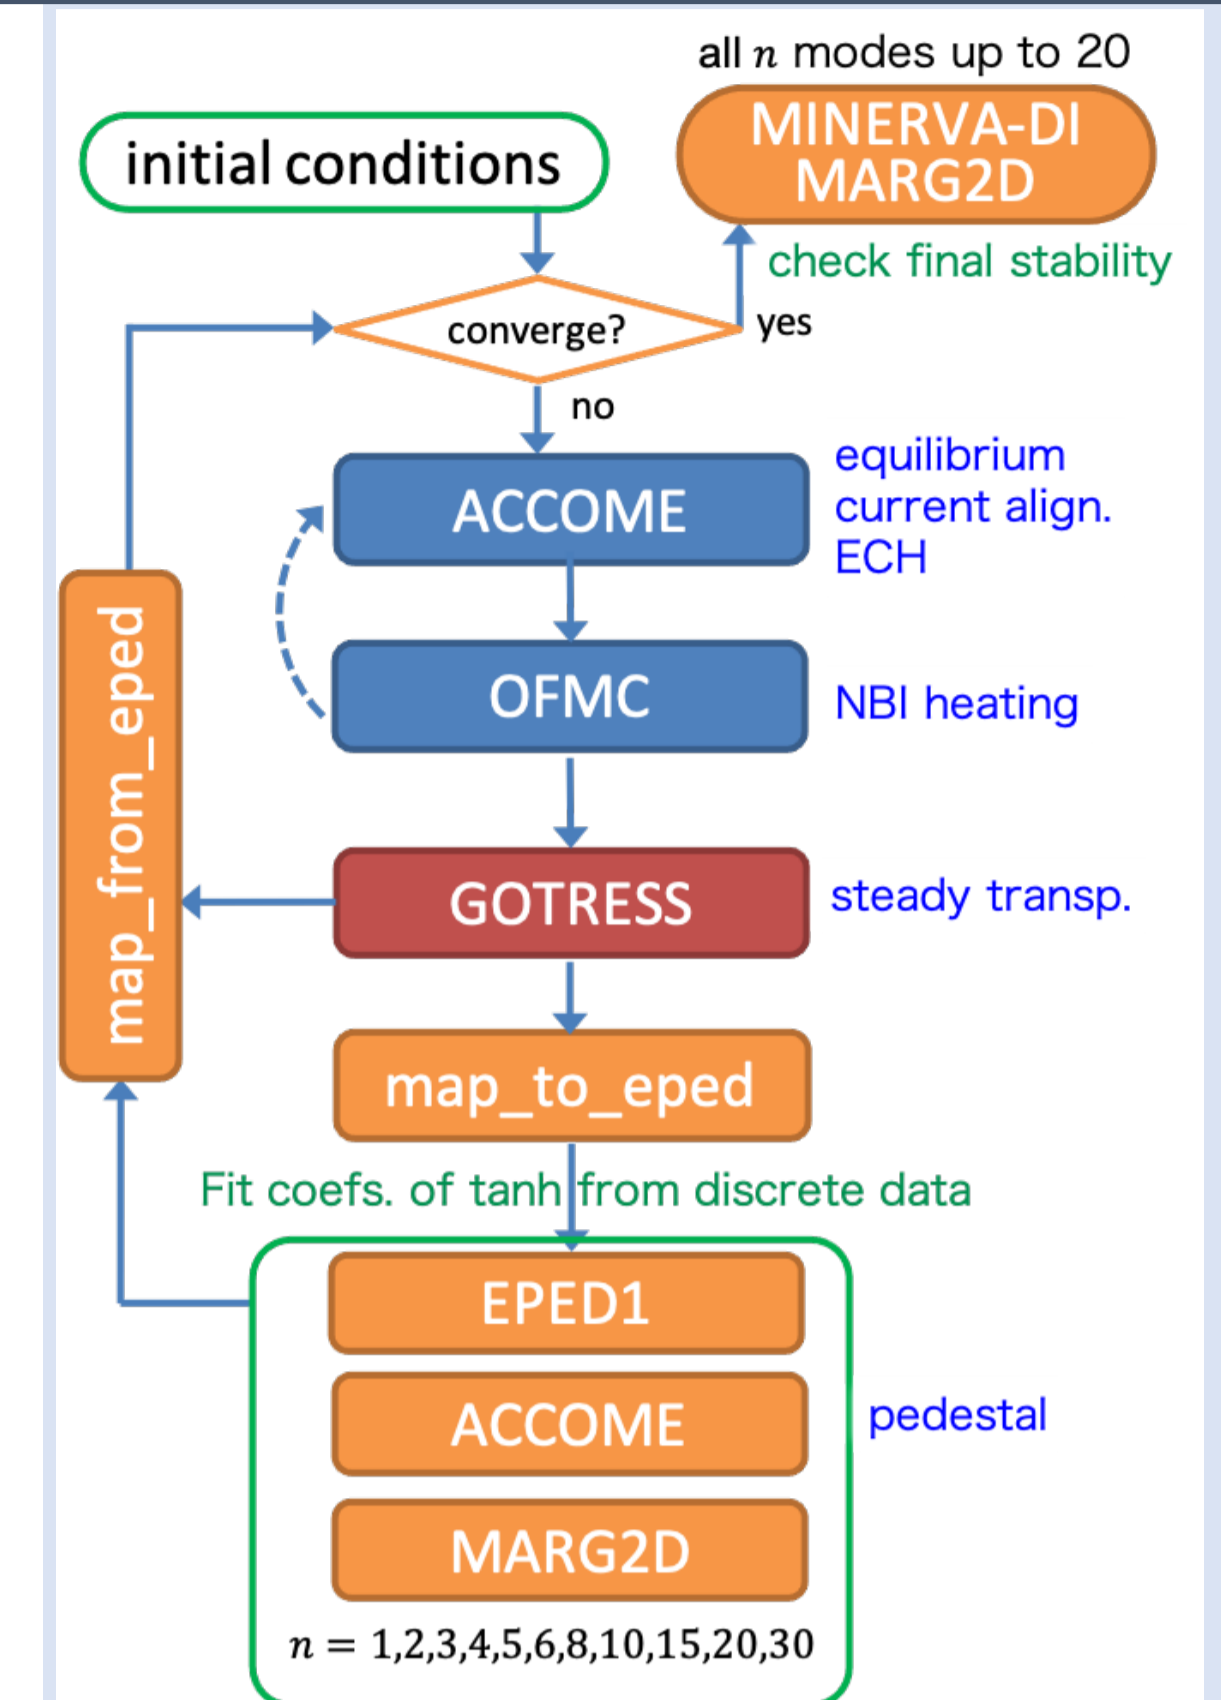 all n modes up to 20
MINERVA-DI
MARG2D
initial conditions
check final stability
converge?
yes
no
ACCOME
equilibrium
current align.
ECH
OFMC
NBI heating
map_from_eped
GOTRESS
steady transp.
map_to_eped
Fit coefs. of tanh from discrete data
EPED1
ACCOME
pedestal
MARG2D
n = 1,2,3,4,5,6,8,10,15,20,30